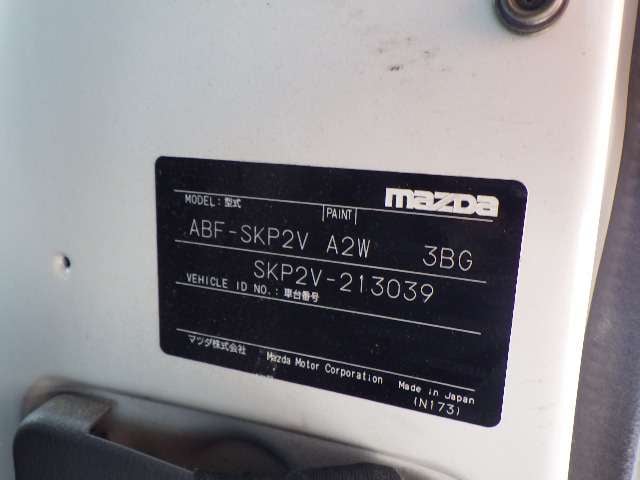 mazda
MODEL: 型式 PAINT
ABF-SKP2V A2W 3BG
SKP2V-213039
VEHICLE ID NO.: 車台番号
マツダ株式会社 Mazda Motor Corporation Made in Japan
(N173)